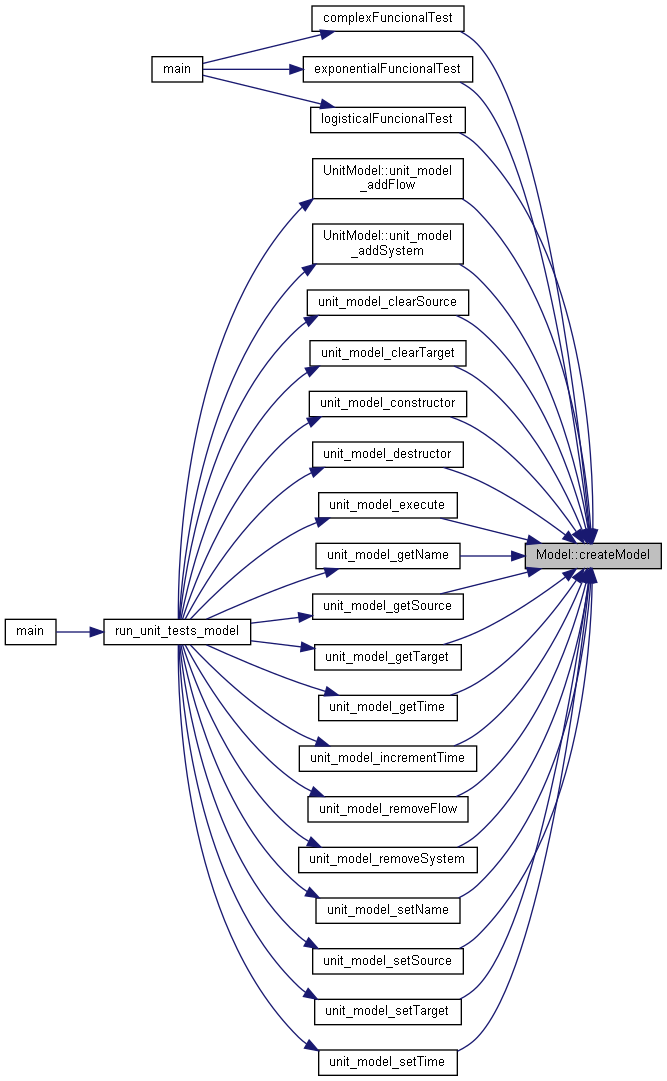 complexFuncionalTest
main
exponentialFuncionalTest
logisticalFuncionalTest
UnitModel::unit_model
_addFlow
UnitModel::unit_model
_addSystem
unit_model_clearSource
unit_model_clearTarget
unit_model_constructor
unit_model_destructor
unit_model_execute
unit_model_getName
Model::createModel
unit_model_getSource
main
run_unit_tests_model
unit_model_getTarget
unit_model_getTime
unit_model_incrementTime
unit_model_removeFlow
unit_model_removeSystem
unit_model_setName
unit_model_setSource
unit_model_setTarget
unit_model_setTime